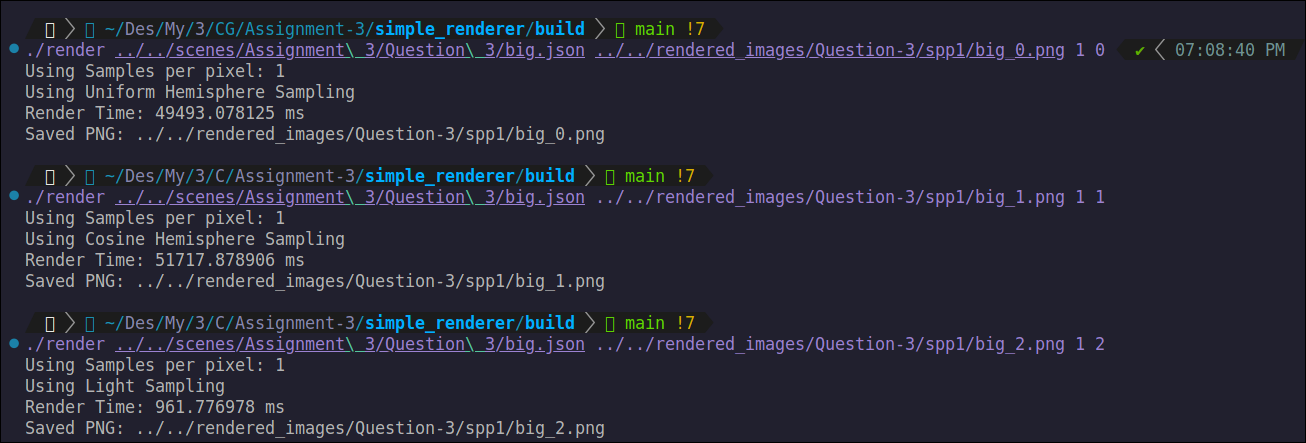 ~/Des/My/3/CG/Assignment-3/simple_renderer/build main !7
./render ../../scenes/Assignment\ 3/Question\ 3/big.json ../../rendered_images/Question-3/spp1/big_0.png 1 0 ✔ 07:08:40 PM
Using Samples per pixel: 1
Using Uniform Hemisphere Sampling
Render Time: 49493.078125 ms
Saved PNG: ../../rendered_images/Question-3/spp1/big_0.png
~/Des/My/3/C/Assignment-3/simple_renderer/build main !7
./render ../../scenes/Assignment\ 3/Question\ 3/big.json ../../rendered_images/Question-3/spp1/big_1.png 1 1
Using Samples per pixel: 1
Using Cosine Hemisphere Sampling
Render Time: 51717.878906 ms
Saved PNG: ../../rendered_images/Question-3/spp1/big_1.png
~/Des/My/3/C/Assignment-3/simple_renderer/build main !7
./render ../../scenes/Assignment\ 3/Question\ 3/big.json ../../rendered_images/Question-3/spp1/big_2.png 1 2
Using Samples per pixel: 1
Using Light Sampling
Render Time: 961.776978 ms
Saved PNG: ../../rendered_images/Question-3/spp1/big_2.png